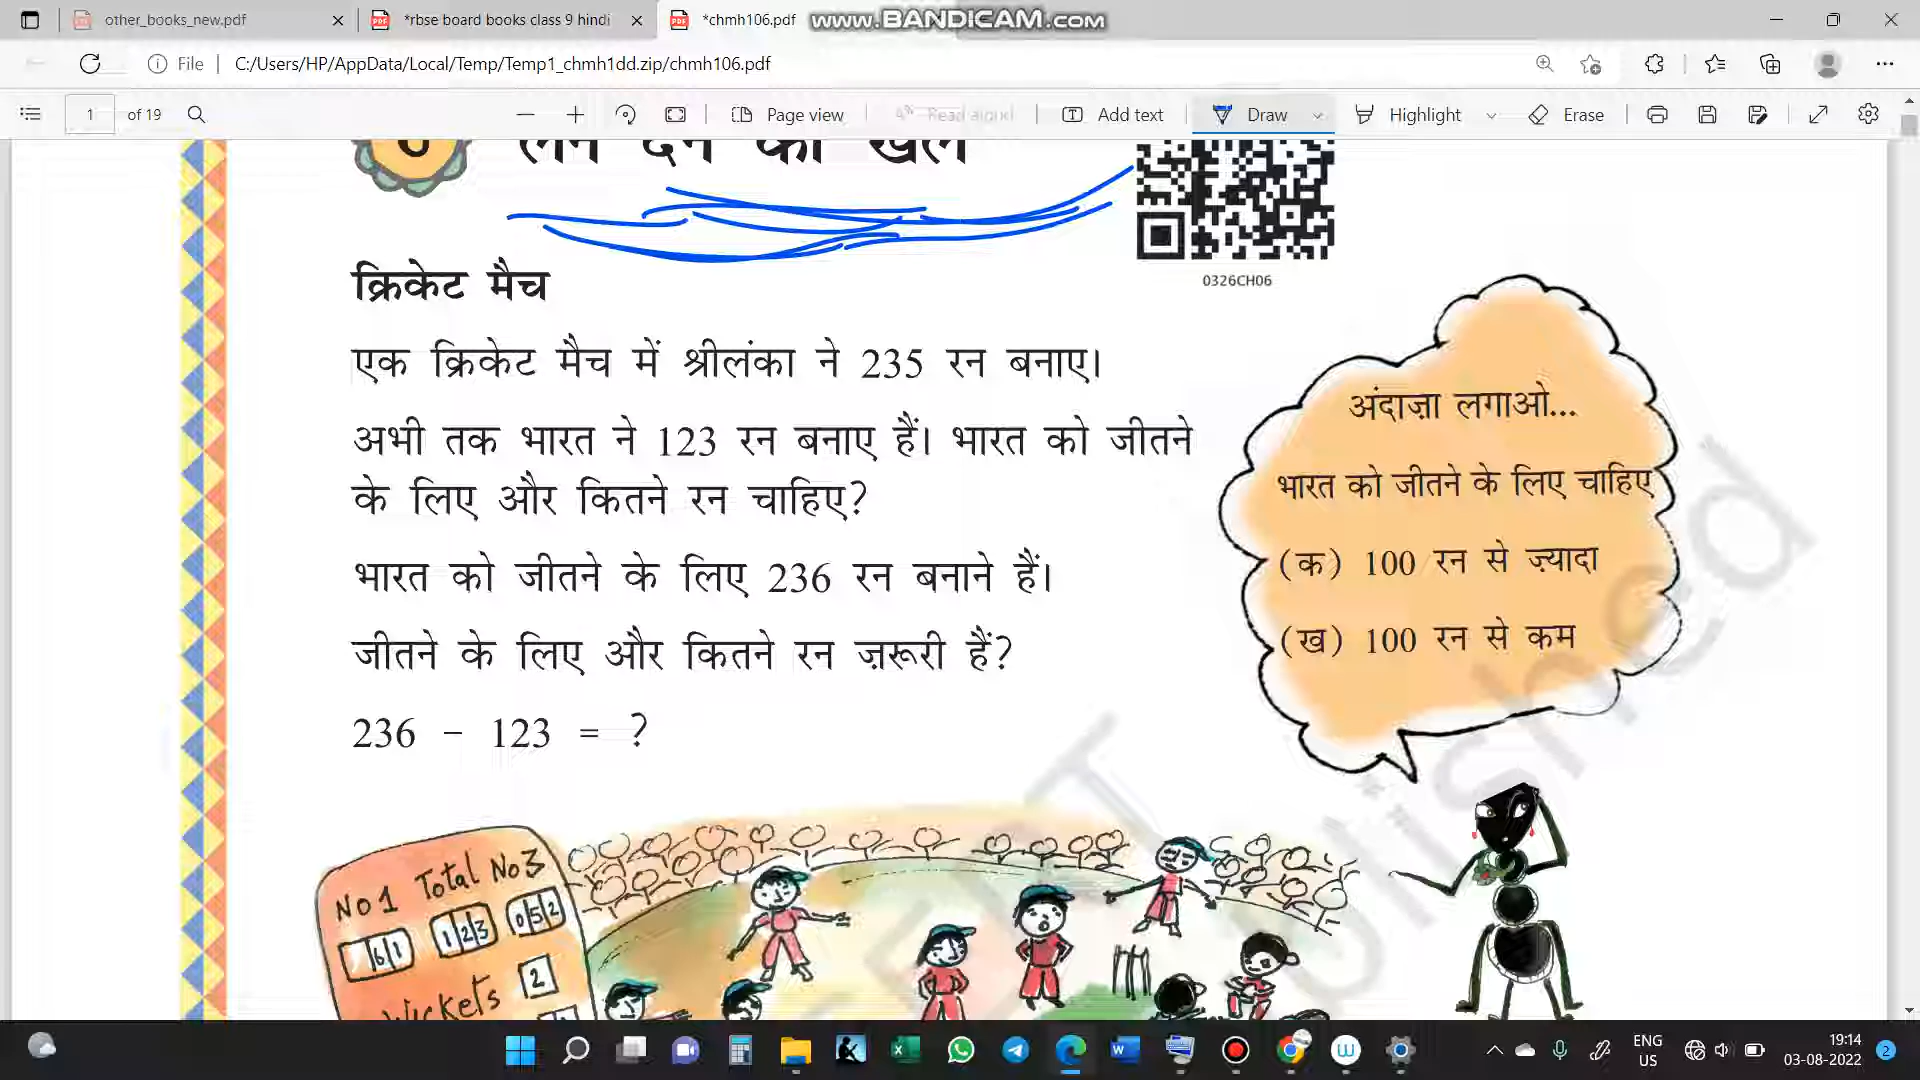 other_books_new.pdf
*rbse board books class 9 hindi
*chmh106.pdf
www.BANDICAM.com
File
C:/Users/HP/AppData/Local/Temp/Temp1_chmh1dd.zip/chmh106.pdf
1 of 19
Page view
Read aloud
Add text
Draw
Highlight
Erase
0326CH06
क्रिकेट मैच
एक क्रिकेट मैच में श्रीलंका ने 235 रन बनाए।
अभी तक भारत ने 123 रन बनाए हैं। भारत को जीतने
के लिए और कितने रन चाहिए?
भारत को जीतने के लिए 236 रन बनाने हैं।
जीतने के लिए और कितने रन ज़रूरी हैं?
236 – 123 = ?
अंदाज़ा लगाओ...
भारत को जीतने के लिए चाहिए
(क) 100 रन से ज़्यादा
(ख) 100 रन से कम
No 1 Total No 3
61 123 052
Wickets 2
ENG
US
19:14
03-08-2022
2